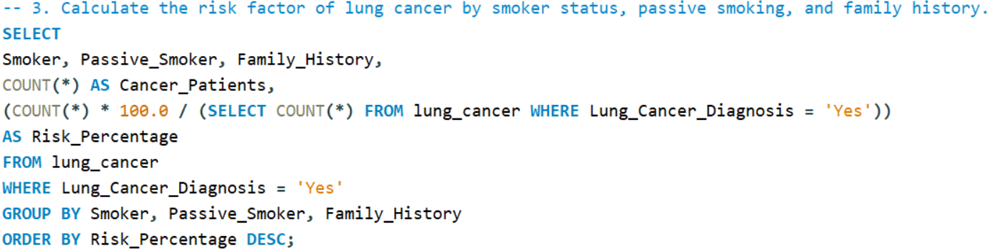 -- 3. Calculate the risk factor of lung cancer by smoker status, passive smoking, and family history.
SELECT
Smoker, Passive_Smoker, Family_History,
COUNT(*) AS Cancer_Patients,
(COUNT(*) * 100.0 / (SELECT COUNT(*) FROM lung_cancer WHERE Lung_Cancer_Diagnosis = 'Yes'))
AS Risk_Percentage
FROM lung_cancer
WHERE Lung_Cancer_Diagnosis = 'Yes'
GROUP BY Smoker, Passive_Smoker, Family_History
ORDER BY Risk_Percentage DESC;